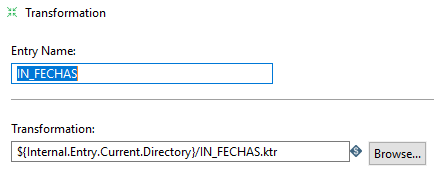 Transformation
Entry Name:
IN_FECHAS
Transformation:
${Internal.Entry.Current.Directory}/IN_FECHAS.ktr
Browse...